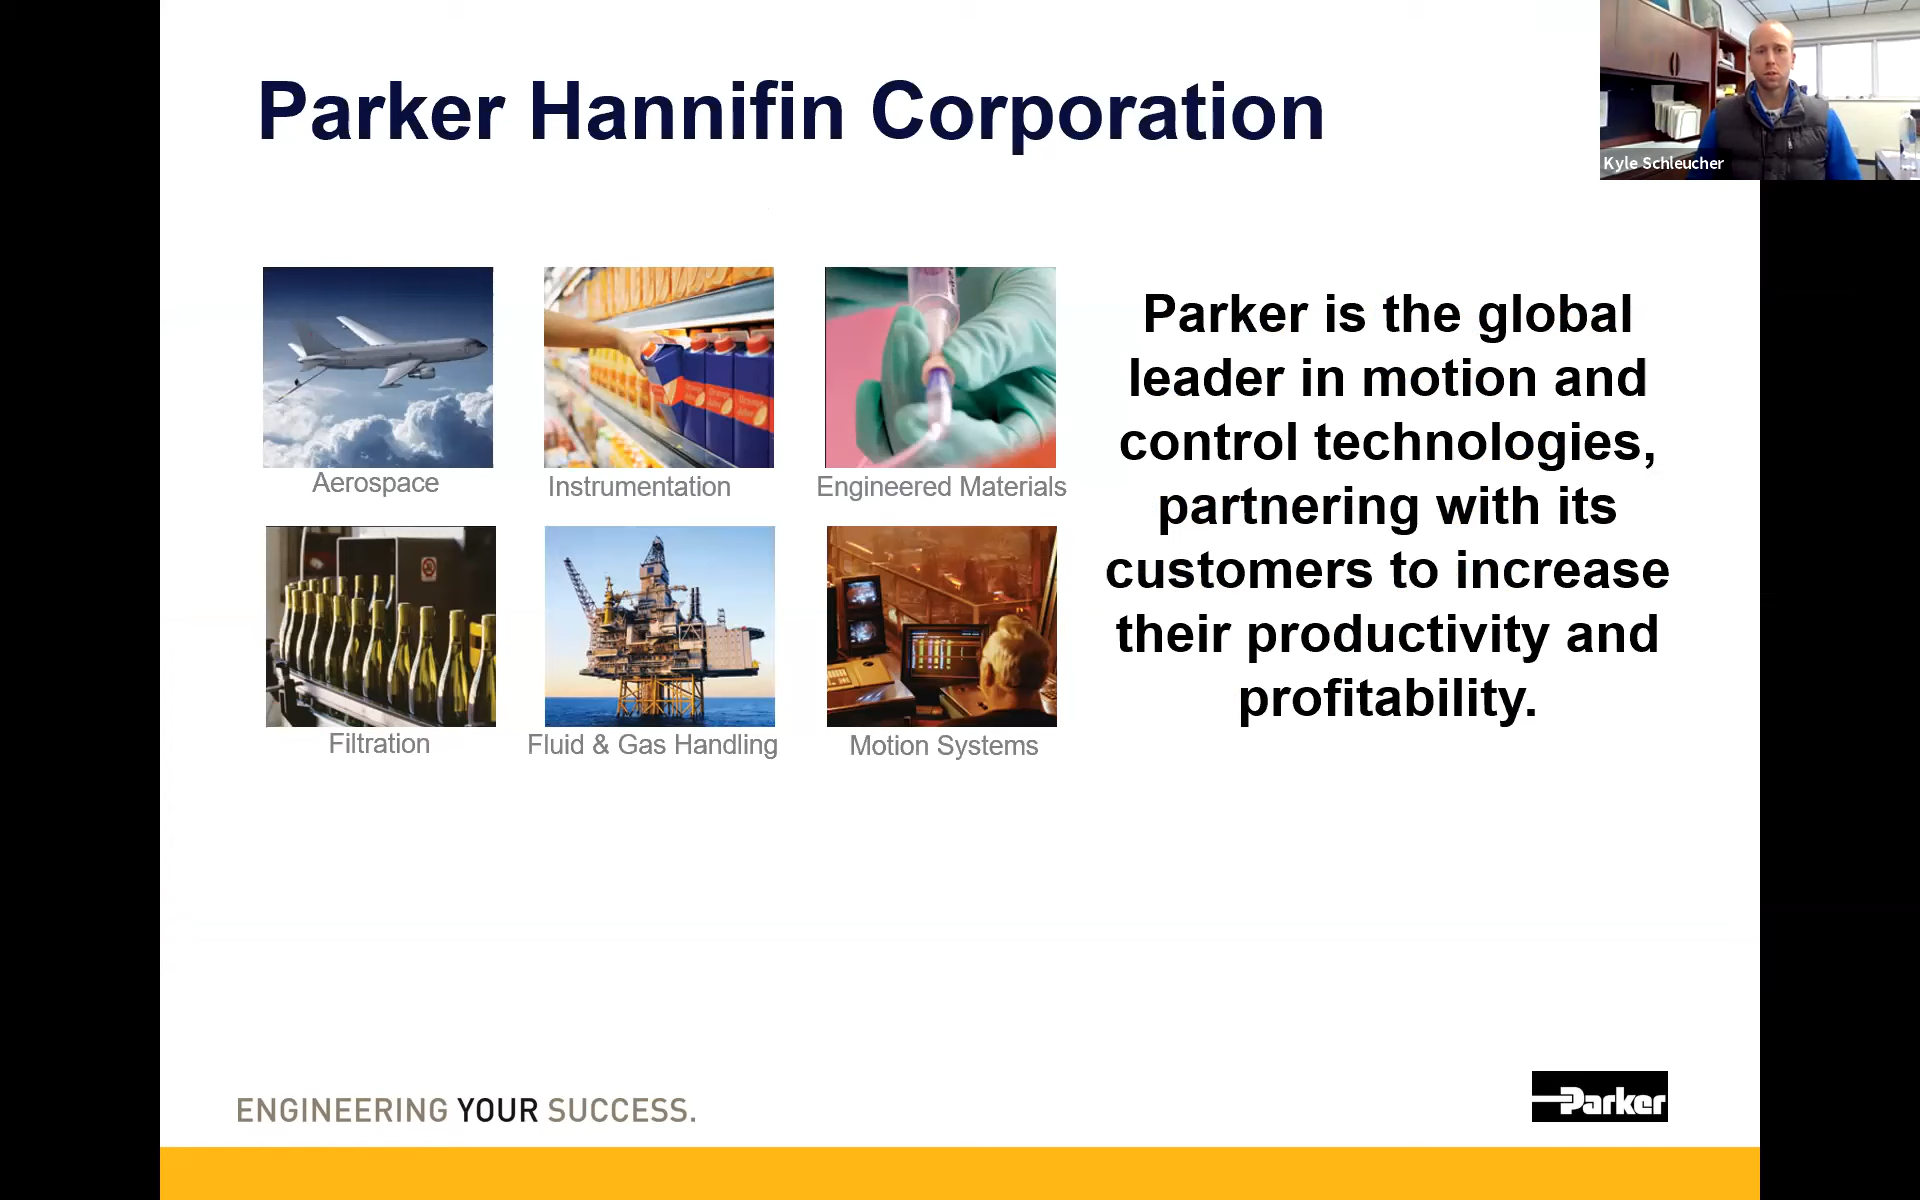 Parker Hannifin Corporation
Kyle Schleucher
Aerospace
Instrumentation
Engineered Materials
Filtration
Fluid & Gas Handling
Motion Systems
Parker is the global
leader in motion and
control technologies,
partnering with its
customers to increase
their productivity and
profitability.
ENGINEERING YOUR SUCCESS.
Parker